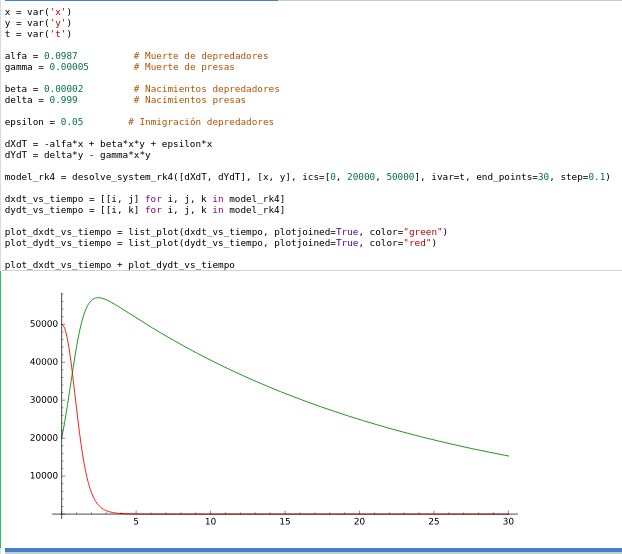 x = var('x')
y = var('y')
t = var('t')
alfa = 0.0987 # Muerte de depredadores
gamma = 0.00005 # Muerte de presas
beta = 0.00002 # Nacimientos depredadores
delta = 0.999 # Nacimientos presas
epsilon = 0.05 # Inmigración depredadores
dXdT = -alfa*x + beta*x*y + epsilon*x
dYdT = delta*y - gamma*x*y
model_rk4 = desolve_system_rk4([dXdT, dYdT], [x, y], ics=[0, 20000, 50000], ivar=t, end_points=30, step=0.1)
dxdt_vs_tiempo = [[i, j] for i, j, k in model_rk4]
dydt_vs_tiempo = [[i, k] for i, j, k in model_rk4]
plot_dxdt_vs_tiempo = list_plot(dxdt_vs_tiempo, plotjoined=True, color="green")
plot_dydt_vs_tiempo = list_plot(dydt_vs_tiempo, plotjoined=True, color="red")
plot_dxdt_vs_tiempo + plot_dydt_vs_tiempo
50000
40000
30000
20000
10000
5 10 15 20 25 30